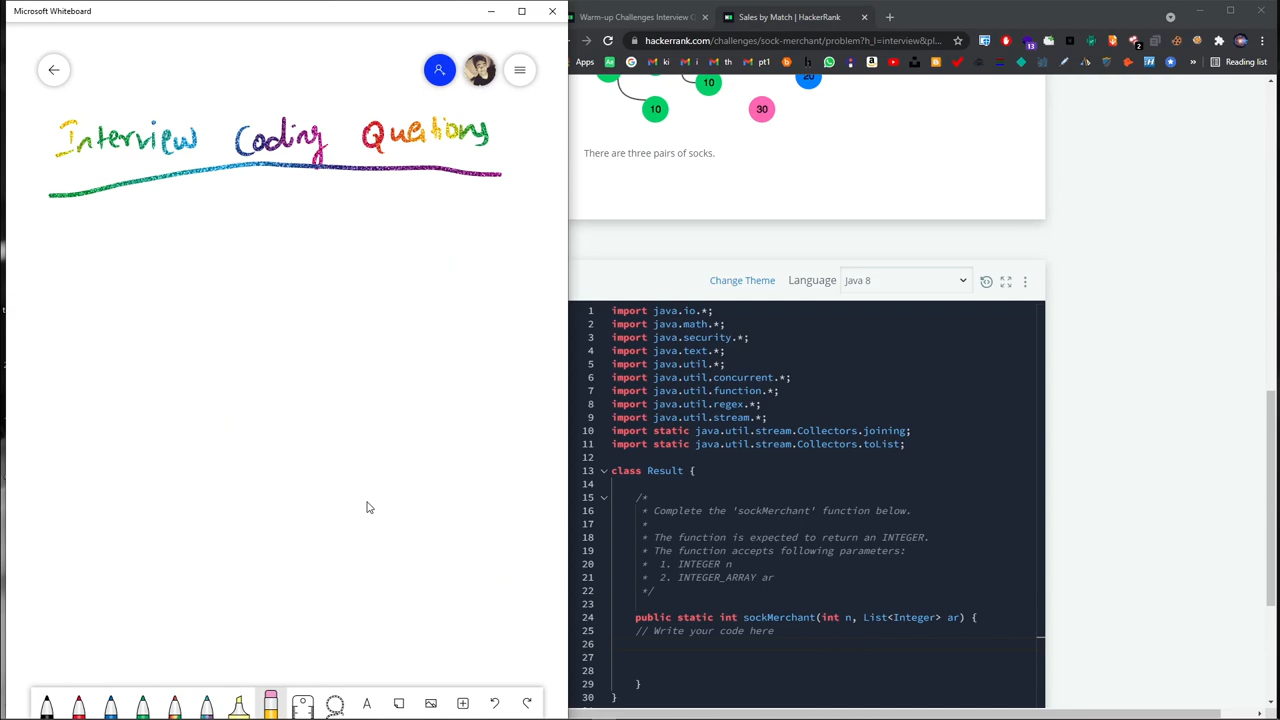 Microsoft Whiteboard
Warm-up Challenges Interview
Sales by Match | HackerRank
hackerrank.com/challenges/sock-merchant/problem?h_l=interview&pl...
Apps
ki
i
th
pt1
Reading list
Interview Coding Quations
10
10
20
30
There are three pairs of socks.
Change Theme Language Java 8
1 import java.io.*;
2 import java.math.*;
3 import java.security.*;
4 import java.text.*;
5 import java.util.*;
6 import java.util.concurrent.*;
7 import java.util.function.*;
8 import java.util.regex.*;
9 import java.util.stream.*;
10 import static java.util.stream.Collectors.joining;
11 import static java.util.stream.Collectors.toList;
12
13 class Result {
14
15 /*
16 * Complete the 'sockMerchant' function below.
17 *
18 * The function is expected to return an INTEGER.
19 * The function accepts following parameters:
20 * 1. INTEGER n
21 * 2. INTEGER_ARRAY ar
22 */
23
24 public static int sockMerchant(int n, List<Integer> ar) {
25 // Write your code here
26
27
28
29 }
30 }